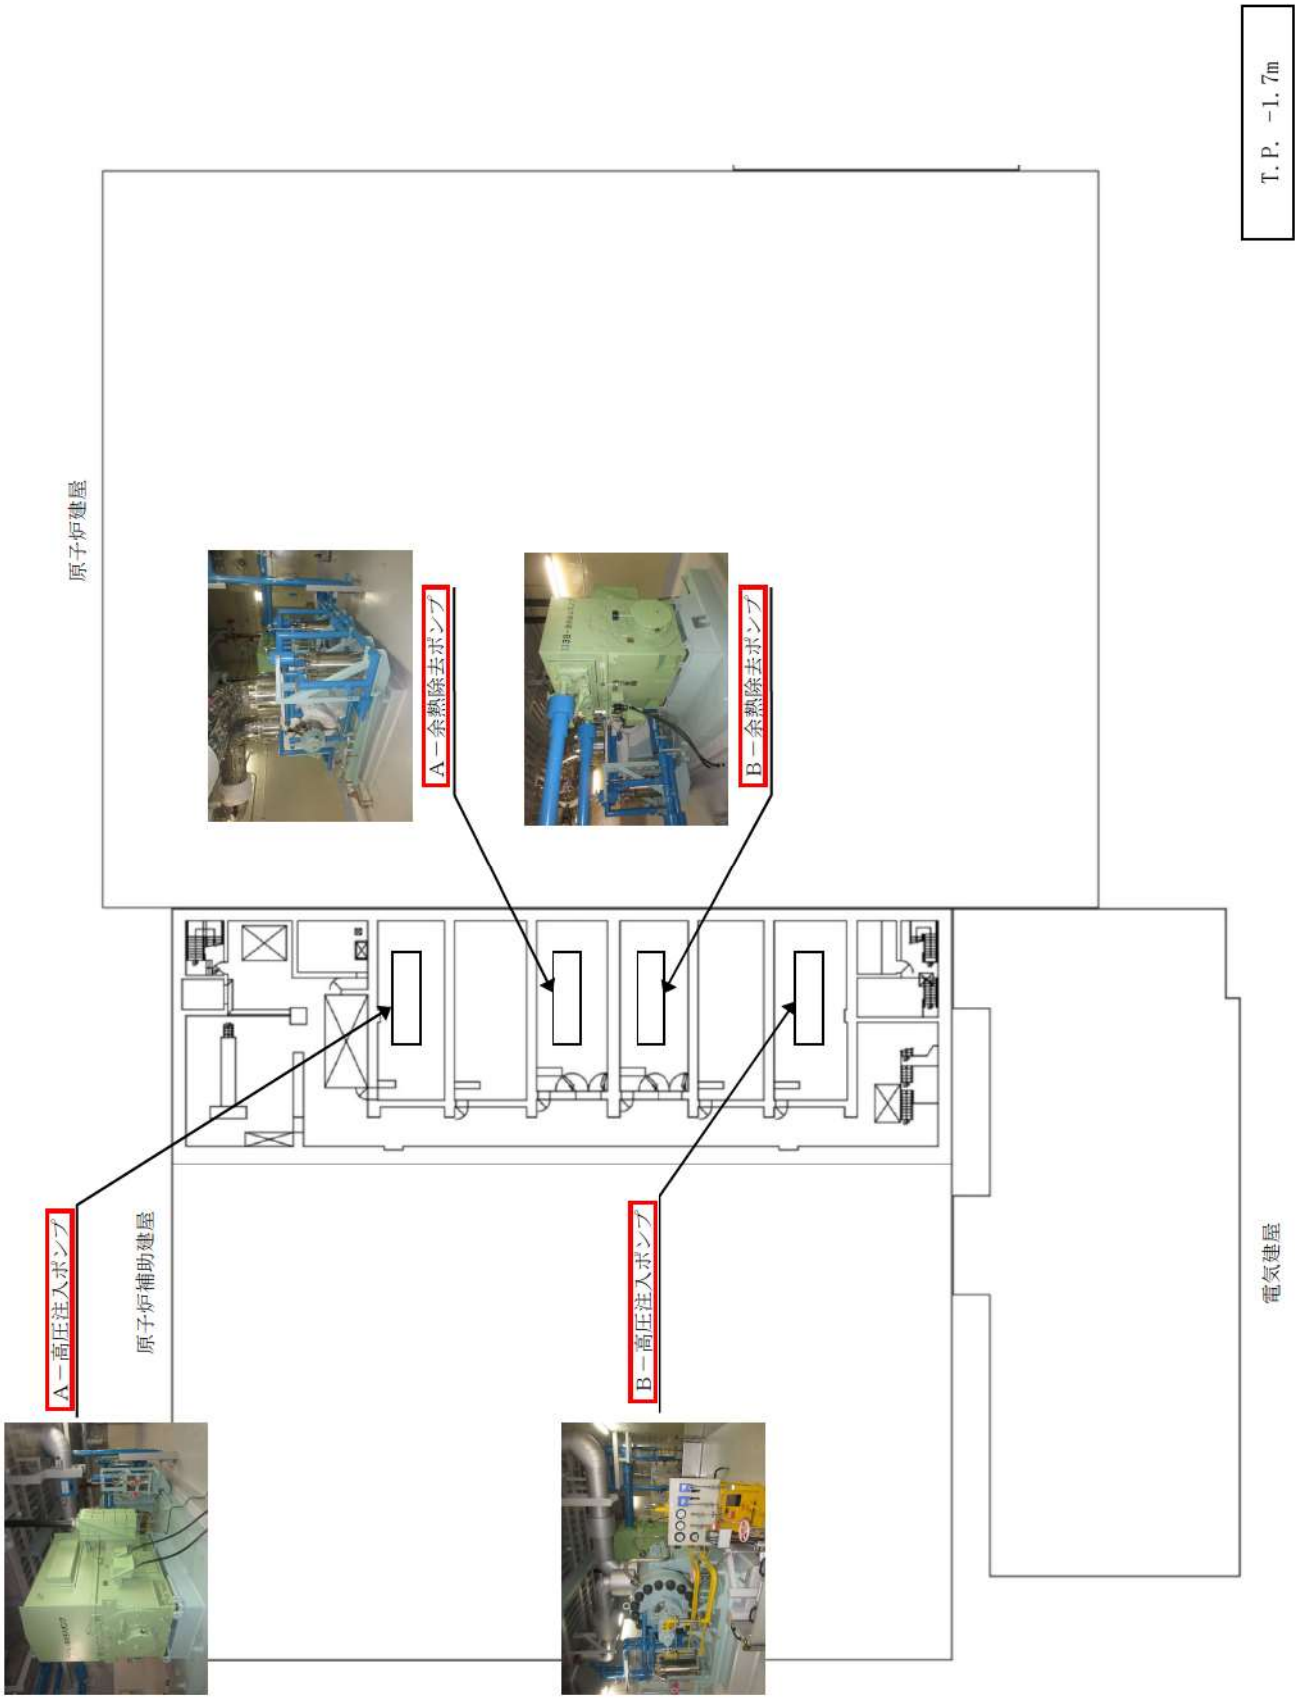 T.P. −1.7m
原子炉建屋
A－余熱除去ポンプ
B－余熱除去ポンプ
A－高圧注入ポンプ
原子炉補助建屋
B－高圧注入ポンプ
電気建屋